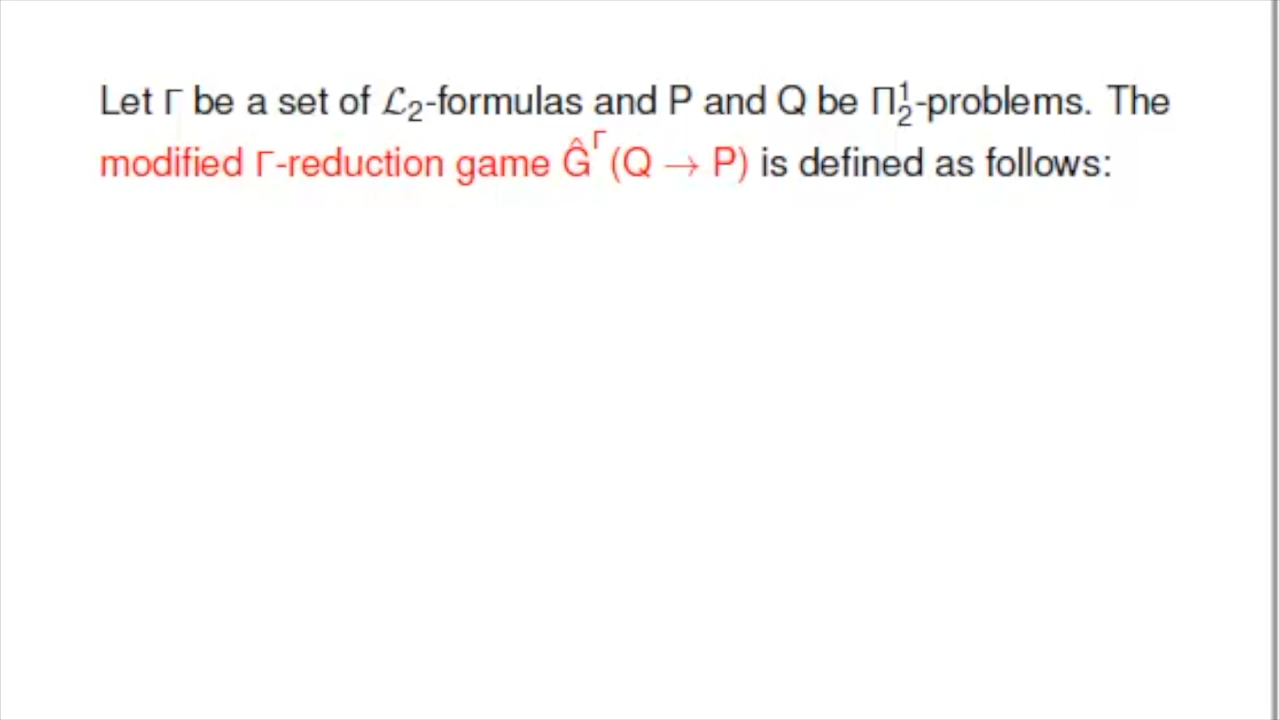 Let Γ be a set of ℒ₂-formulas and P and Q be Π¹₂-problems. The
modified Γ-reduction game Ĝ^Γ(Q → P) is defined as follows: